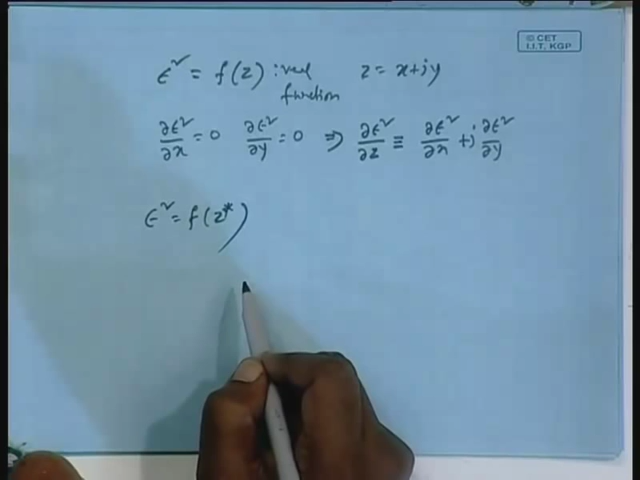 © CET
I.I.T. KGP
ε² = f(z) : real function z = x+jy
∂ε²/∂x = 0 ∂ε²/∂y = 0 ⇒ ∂ε²/∂z ≡ ∂ε²/∂x + j ∂ε²/∂y
ε² = f(z*)